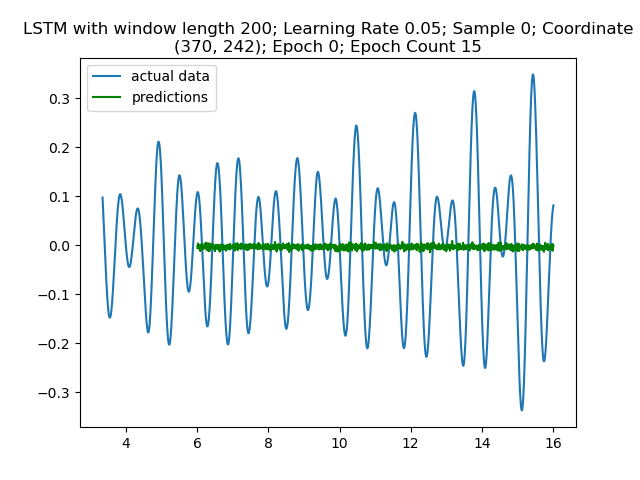 LSTM with window length 200; Learning Rate 0.05; Sample 0; Coordinate
(370, 242); Epoch 0; Epoch Count 15
actual data
predictions
0.3
0.2
0.1
0.0
−0.1
−0.2
−0.3
4 6 8 10 12 14 16